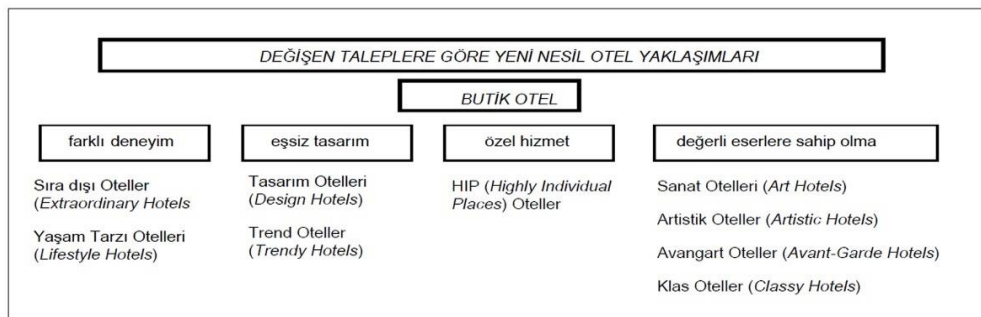 DEĞİŞEN TALEPLERE GÖRE YENİ NESİL OTEL YAKLAŞIMLARI
BUTİK OTEL
farklı deneyim
Sıra dışı Oteller
(Extraordinary Hotels
Yaşam Tarzı Otelleri
(Lifestyle Hotels)
eşsiz tasarım
Tasarım Otelleri
(Design Hotels)
Trend Oteller
(Trendy Hotels)
özel hizmet
HIP (Highly Individual
Places) Oteller
değerli eserlere sahip olma
Sanat Otelleri (Art Hotels)
Artistik Oteller (Artistic Hotels)
Avangart Oteller (Avant-Garde Hotels)
Klas Oteller (Classy Hotels)